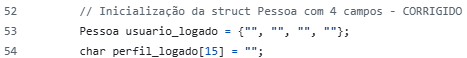 52 // Inicialização da struct Pessoa com 4 campos - CORRIGIDO
53 Pessoa usuario_logado = {"", "", "", ""};
54 char perfil_logado[15] = "";